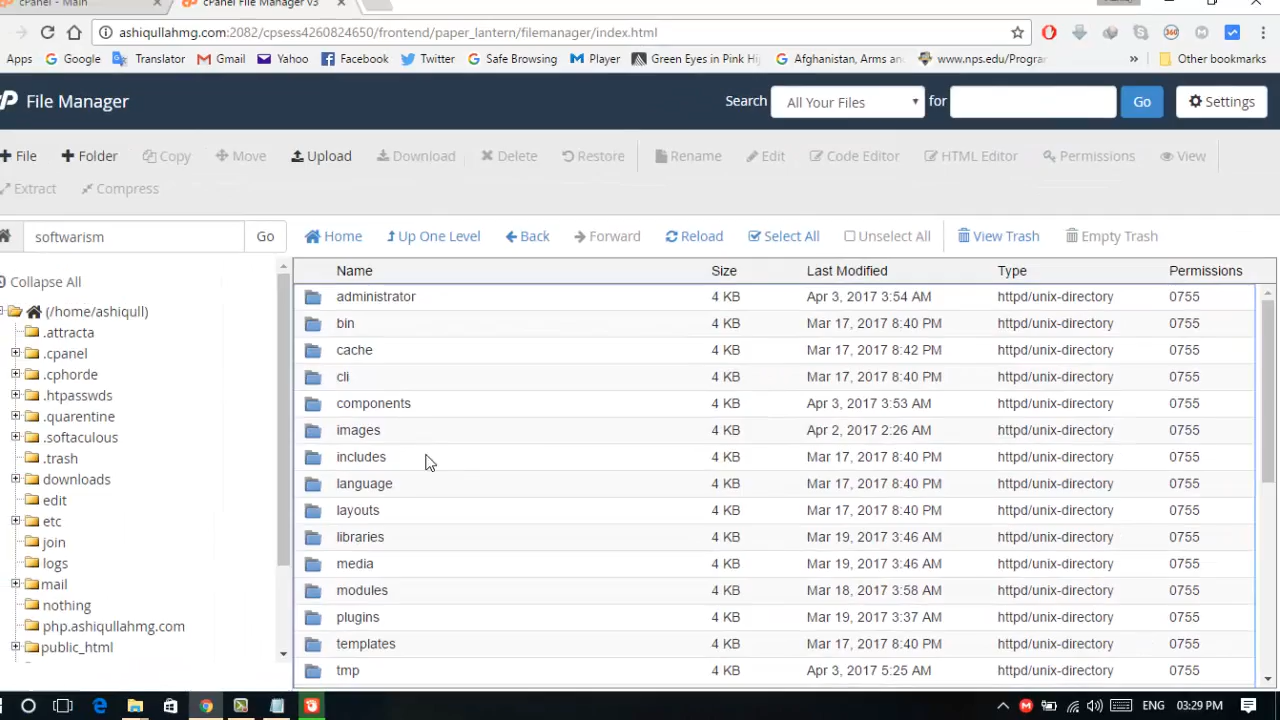 cPanel - Main × cPanel File Manager v3 ×
ashiqullahmg.com:2082/cpsess4260824650/frontend/paper_lantern/filemanager/index.html
Apps Google Translator Gmail Yahoo Facebook Twitter Safe Browsing Player Green Eyes in Pink Hij Afghanistan, Arms and www.nps.edu/Progra » Other bookmarks
File Manager Search All Your Files for Go Settings
File Folder Copy Move Upload Download Delete Restore Rename Edit Code Editor HTML Editor Permissions View
Extract Compress
softwarism Go Home Up One Level Back Forward Reload Select All Unselect All View Trash Empty Trash
Collapse All
(/home/ashiqull)
.attracta
.cpanel
.cphorde
.htpasswds
.quarentine
.softaculous
.trash
downloads
edit
etc
join
logs
mail
nothing
php.ashiqullahmg.com
public_html
Name Size Last Modified Type Permissions
administrator 4 KB Apr 3, 2017 3:54 AM httpd/unix-directory 0755
bin 4 KB Mar 17, 2017 8:40 PM httpd/unix-directory 0755
cache 4 KB Mar 17, 2017 8:42 PM httpd/unix-directory 0755
cli 4 KB Mar 17, 2017 8:40 PM httpd/unix-directory 0755
components 4 KB Apr 3, 2017 3:53 AM httpd/unix-directory 0755
images 4 KB Apr 2, 2017 2:26 AM httpd/unix-directory 0755
includes 4 KB Mar 17, 2017 8:40 PM httpd/unix-directory 0755
language 4 KB Mar 17, 2017 8:40 PM httpd/unix-directory 0755
layouts 4 KB Mar 17, 2017 8:40 PM httpd/unix-directory 0755
libraries 4 KB Mar 19, 2017 3:46 AM httpd/unix-directory 0755
media 4 KB Mar 19, 2017 3:46 AM httpd/unix-directory 0755
modules 4 KB Mar 18, 2017 3:58 AM httpd/unix-directory 0755
plugins 4 KB Mar 19, 2017 3:37 AM httpd/unix-directory 0755
templates 4 KB Mar 17, 2017 8:40 PM httpd/unix-directory 0755
tmp 4 KB Apr 3, 2017 5:25 AM httpd/unix-directory 0755
ENG 03:29 PM